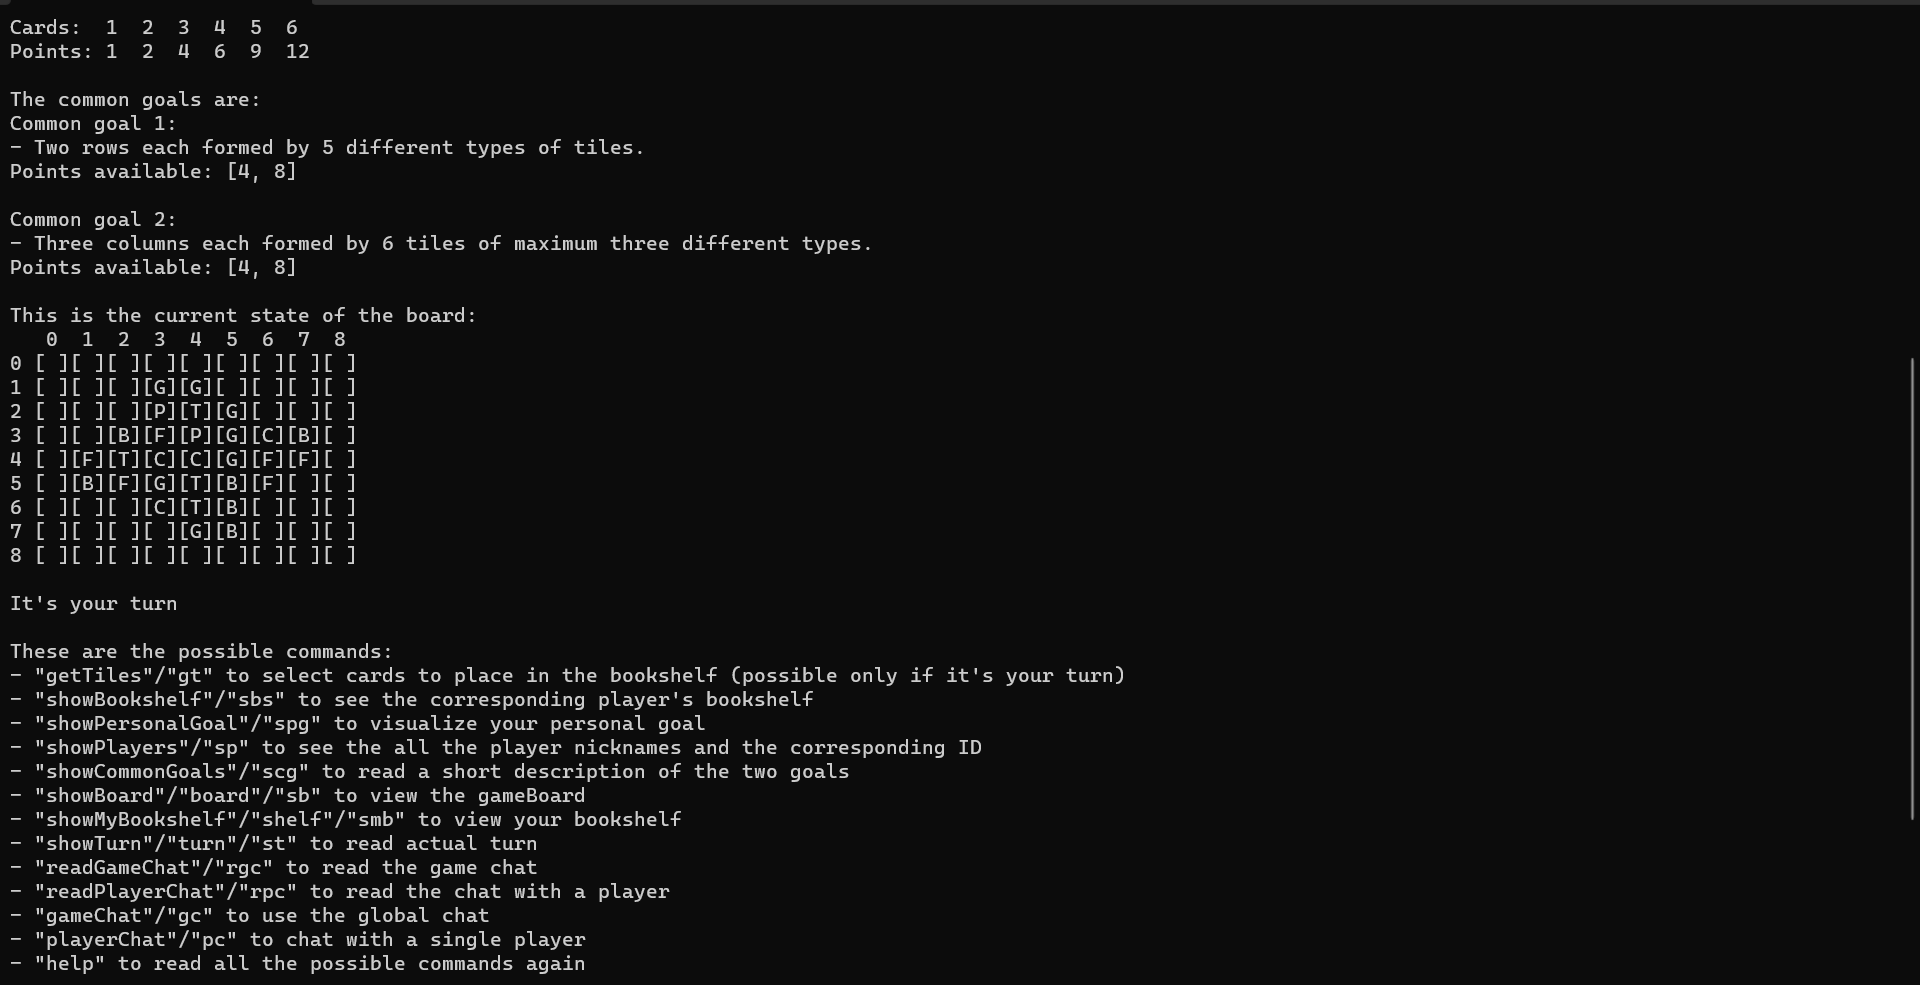 Cards:  1  2  3  4  5  6
Points: 1  2  4  6  9  12
The common goals are:
Common goal 1:
- Two rows each formed by 5 different types of tiles.
Points available: [4, 8]
Common goal 2:
- Three columns each formed by 6 tiles of maximum three different types.
Points available: [4, 8]
This is the current state of the board:
   0  1  2  3  4  5  6  7  8
0 [ ][ ][ ][ ][ ][ ][ ][ ][ ]
1 [ ][ ][ ][G][G][ ][ ][ ][ ]
2 [ ][ ][ ][P][T][G][ ][ ][ ]
3 [ ][ ][B][F][P][G][C][B][ ]
4 [ ][F][T][C][C][G][F][F][ ]
5 [ ][B][F][G][T][B][F][ ][ ]
6 [ ][ ][ ][C][T][B][ ][ ][ ]
7 [ ][ ][ ][ ][G][B][ ][ ][ ]
8 [ ][ ][ ][ ][ ][ ][ ][ ][ ]
It's your turn
These are the possible commands:
- "getTiles"/"gt" to select cards to place in the bookshelf (possible only if it's your turn)
- "showBookshelf"/"sbs" to see the corresponding player's bookshelf
- "showPersonalGoal"/"spg" to visualize your personal goal
- "showPlayers"/"sp" to see the all the player nicknames and the corresponding ID
- "showCommonGoals"/"scg" to read a short description of the two goals
- "showBoard"/"board"/"sb" to view the gameBoard
- "showMyBookshelf"/"shelf"/"smb" to view your bookshelf
- "showTurn"/"turn"/"st" to read actual turn
- "readGameChat"/"rgc" to read the game chat
- "readPlayerChat"/"rpc" to read the chat with a player
- "gameChat"/"gc" to use the global chat
- "playerChat"/"pc" to chat with a single player
- "help" to read all the possible commands again